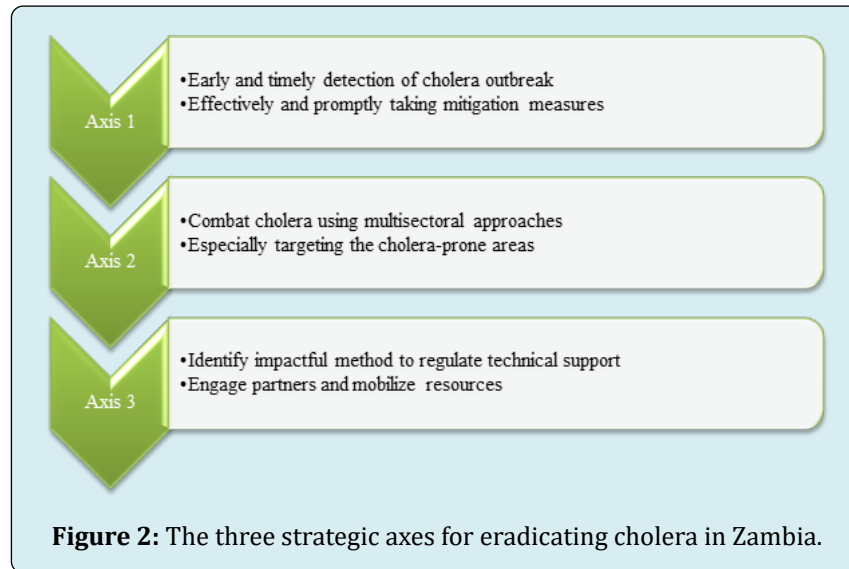 Axis 1
•Early and timely detection of cholera outbreak
•Effectively and promptly taking mitigation measures
Axis 2
•Combat cholera using multisectoral approaches
•Especially targeting the cholera-prone areas
Axis 3
•Identify impactful method to regulate technical support
•Engage partners and mobilize resources
Figure 2: The three strategic axes for eradicating cholera in Zambia.